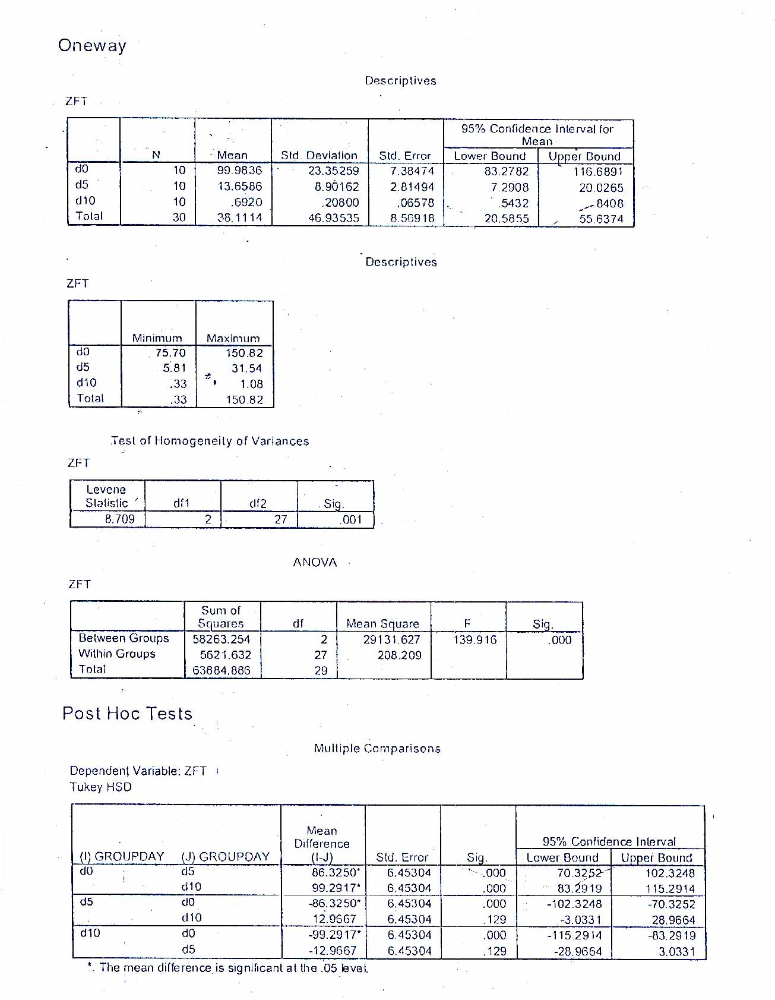 Oneway
Descriptives
ZFT
95% Confidence Interval for
Mean
N Mean Std. Deviation Std. Error Lower Bound Upper Bound
d0 10 99.9836 23.35259 7.38474 83.2782 116.6891
d5 10 13.6586 8.90162 2.81494 7.2908 20.0265
d10 10 .6920 .20800 .06578 .5432 .8408
Total 30 38.1114 46.93535 8.56918 20.5855 55.6374
Descriptives
ZFT
Minimum Maximum
d0 75.70 150.82
d5 5.81 31.54
d10 .33 1.08
Total .33 150.82
Test of Homogeneity of Variances
ZFT
Levene
Statistic df1 df2 Sig.
8.709 2 27 .001
ANOVA
ZFT
Sum of
Squares df Mean Square F Sig.
Between Groups 58263.254 2 29131.627 139.916 .000
Within Groups 5621.632 27 208.209
Total 63884.886 29
Post Hoc Tests
Multiple Comparisons
Dependent Variable: ZFT
Tukey HSD
Mean
Difference 95% Confidence Interval
(I) GROUPDAY (J) GROUPDAY (I-J) Std. Error Sig. Lower Bound Upper Bound
d0 d5 86.3250* 6.45304 .000 70.3252 102.3248
d10 99.2917* 6.45304 .000 83.2919 115.2914
d5 d0 -86.3250* 6.45304 .000 -102.3248 -70.3252
d10 12.9667 6.45304 .129 -3.0331 28.9664
d10 d0 -99.2917* 6.45304 .000 -115.2914 -83.2919
d5 -12.9667 6.45304 .129 -28.9664 3.0331
*. The mean difference is significant at the .05 level.